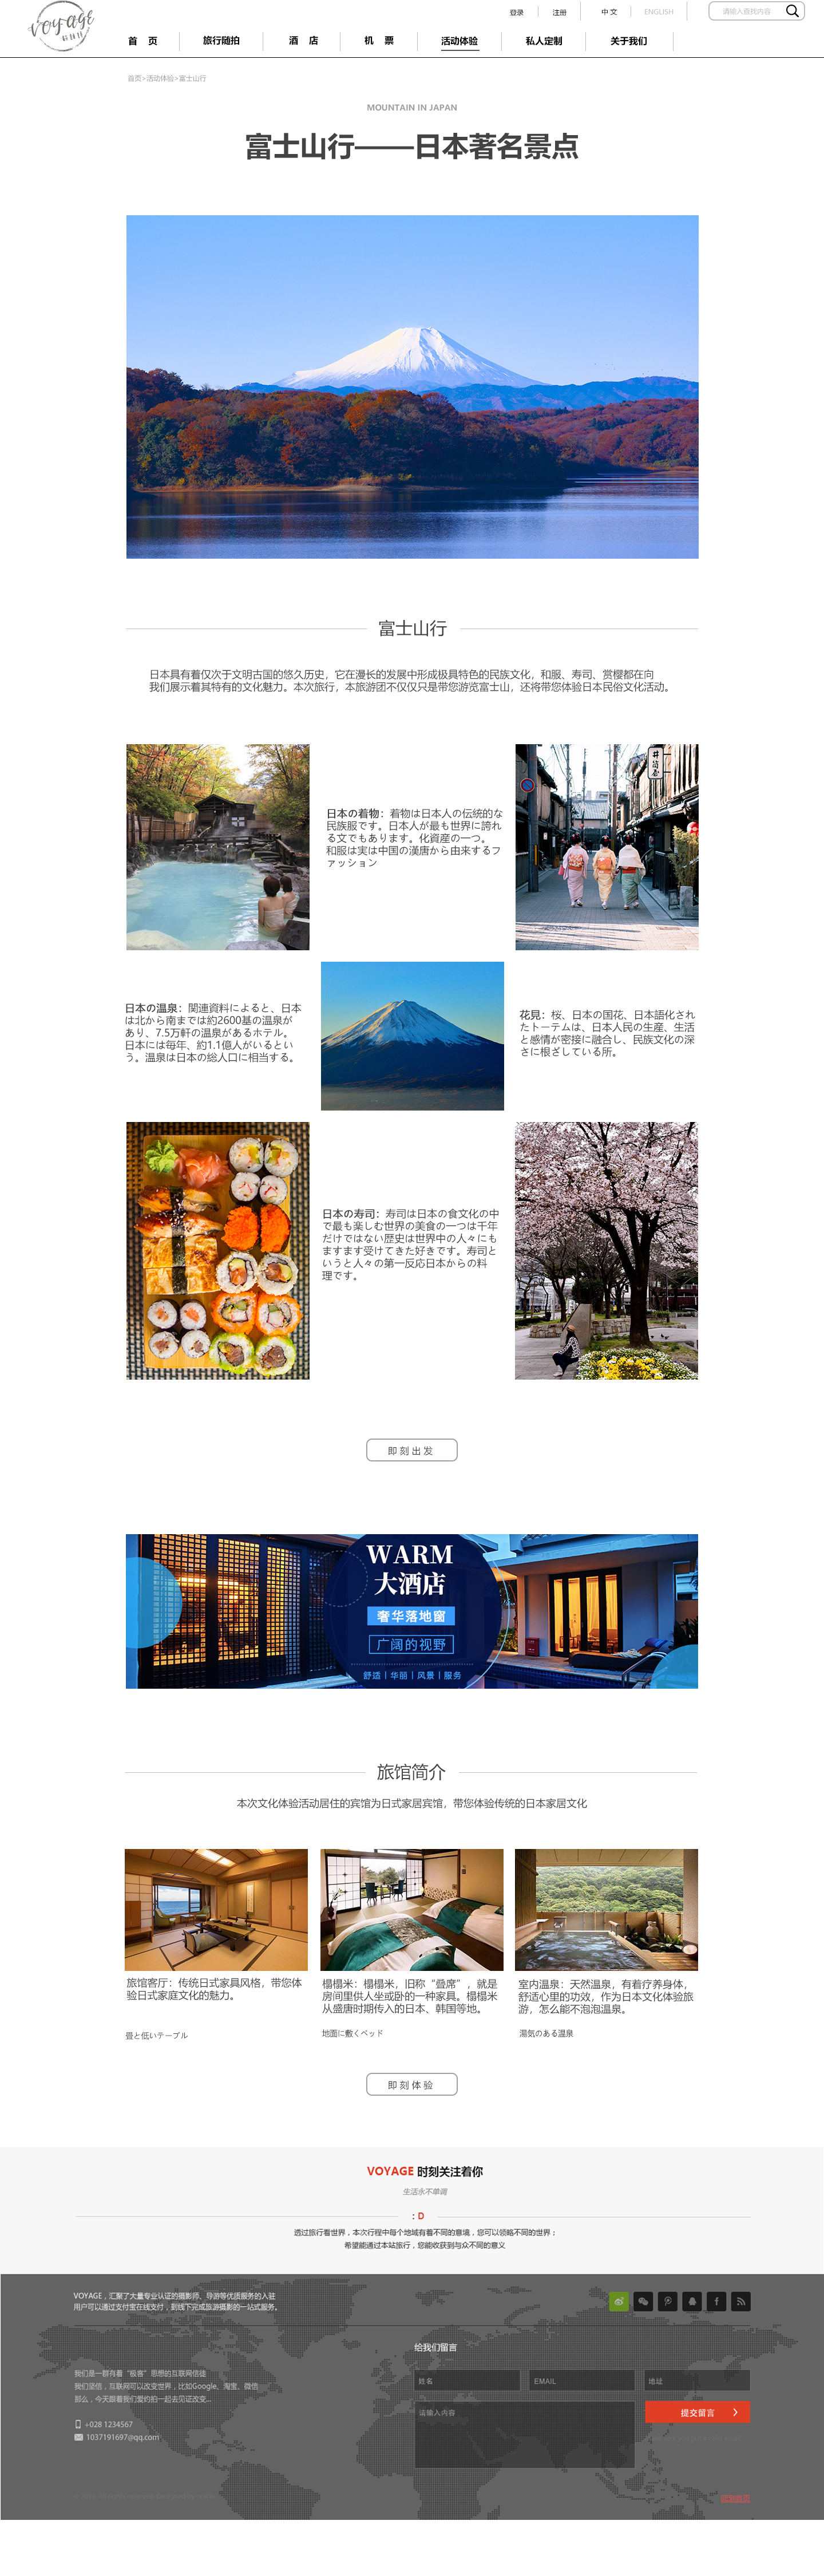 voyage
登录
注册
中 文
ENGLISH
请输入查找内容
首 页
旅行随拍
酒 店
机 票
活动体验
私人定制
关于我们
首页>活动体验>富士山行
MOUNTAIN IN JAPAN
富士山行——日本著名景点
富士山行
日本具有着仅次于文明古国的悠久历史，它在漫长的发展中形成极具特色的民族文化，和服、寿司、赏樱都在向
我们展示着其特有的文化魅力。本次旅行，本旅游团不仅仅只是带您游览富士山，还将带您体验日本民俗文化活动。
日本の着物：着物は日本人の伝統的な
民族服です。日本人が最も世界に誇れ
る文でもあります。化資産の一つ。
和服は実は中国の漢唐から由来するフ
ァッション
日本の温泉：関連資料によると、日本
は北から南までは約2600基の温泉が
あり、7.5万軒の温泉があるホテル。
日本には毎年、約1.1億人がいるとい
う。温泉は日本の総人口に相当する。
花見：桜、日本の国花、日本語化され
たトーテムは、日本人民の生産、生活
と感情が密接に融合し、民族文化の深
さに根ざしている所。
日本の寿司：寿司は日本の食文化の中
で最も楽しむ世界の美食の一つは千年
だけではない歴史は世界中の人々にも
ますます受けてきた好きです。寿司と
いうと人々の第一反応日本からの料
理です。
即刻出发
WARM
大酒店
奢华落地窗
广阔的视野
舒适丨华丽丨风景丨服务
旅馆简介
本次文化体验活动居住的宾馆为日式家居宾馆，带您体验传统的日本家居文化
旅馆客厅：传统日式家具风格，带您体
验日式家庭文化的魅力。
畳と低いテーブル
榻榻米：榻榻米，旧称“叠席”，就是
房间里供人坐或卧的一种家具。榻榻米
从盛唐时期传入的日本、韩国等地。
地面に敷くベッド
室内温泉：天然温泉，有着疗养身体，
舒适心里的功效，作为日本文化体验旅
游，怎么能不泡泡温泉。
湯気のある温泉
即刻体验
VOYAGE 时刻关注着你
生活永不单调
：D
透过旅行看世界，本次行程中每个地域有着不同的意境，您可以领略不同的世界；
希望能通过本站旅行，您能收获到与众不同的意义
VOYAGE，汇聚了大量专业认证的摄影师、导游等优质服务的入驻
用户可以通过支付宝在线支付，到线下完成旅游摄影的一站式服务。
给我们留言
我们是一群有着“极客”思想的互联网信徒
我们坚信，互联网可以改变世界，比如Google、淘宝、微信
那么，今天跟着我们爱约拍一起去见证改变...
+028 1234567
1037191697@qq.com
姓名
EMAIL
地址
请输入内容
提交留言